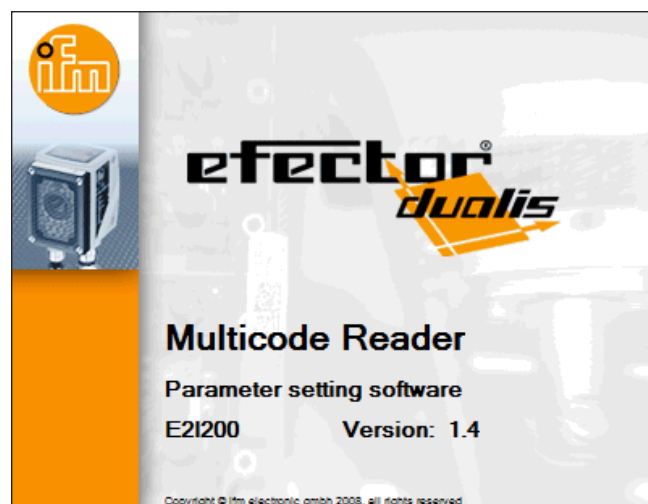 ifm
efector®
dualis
Multicode Reader
Parameter setting software
E2I200 Version: 1.4
Copyright © ifm electronic gmbh 2008, all rights reserved